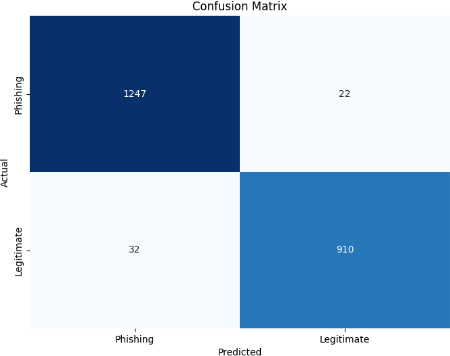 Confusion Matrix
Actual
Phishing
1247
22
Legitimate
32
910
Phishing
Legitimate
Predicted